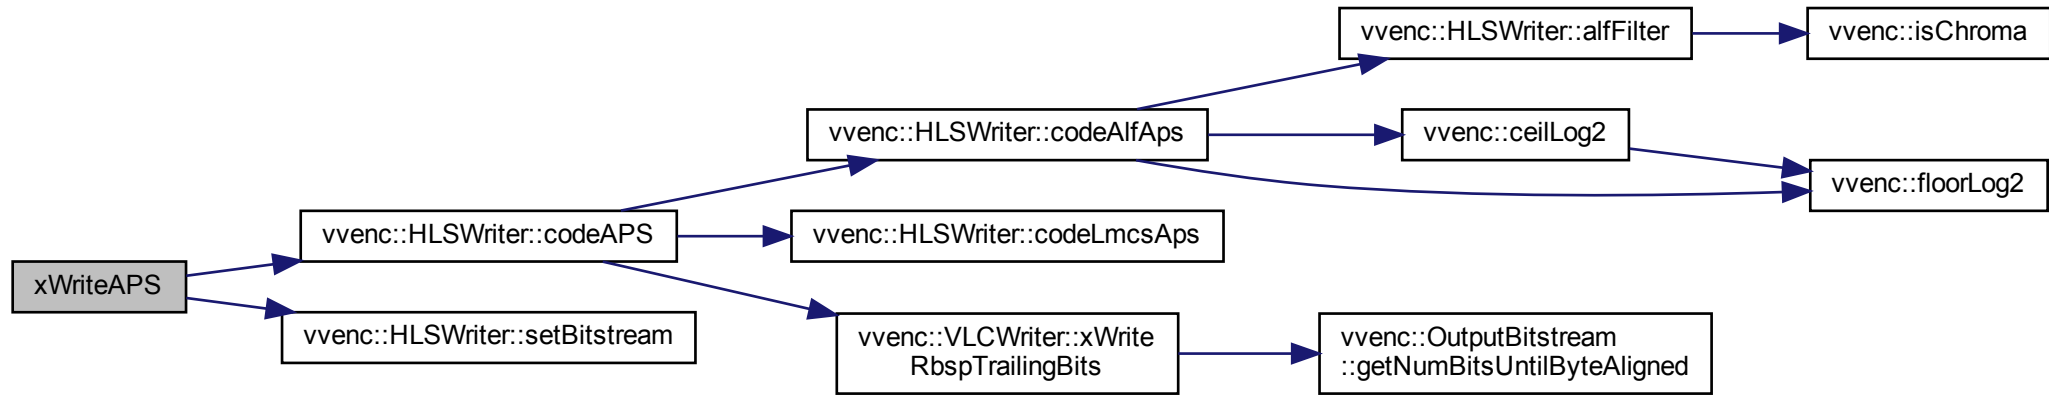 vvenc::HLSWriter::alfFilter
vvenc::isChroma
vvenc::HLSWriter::codeAlfAps
vvenc::ceilLog2
vvenc::floorLog2
vvenc::HLSWriter::codeAPS
vvenc::HLSWriter::codeLmcsAps
xWriteAPS
vvenc::HLSWriter::setBitstream
vvenc::VLCWriter::xWrite
RbspTrailingBits
vvenc::OutputBitstream
::getNumBitsUntilByteAligned